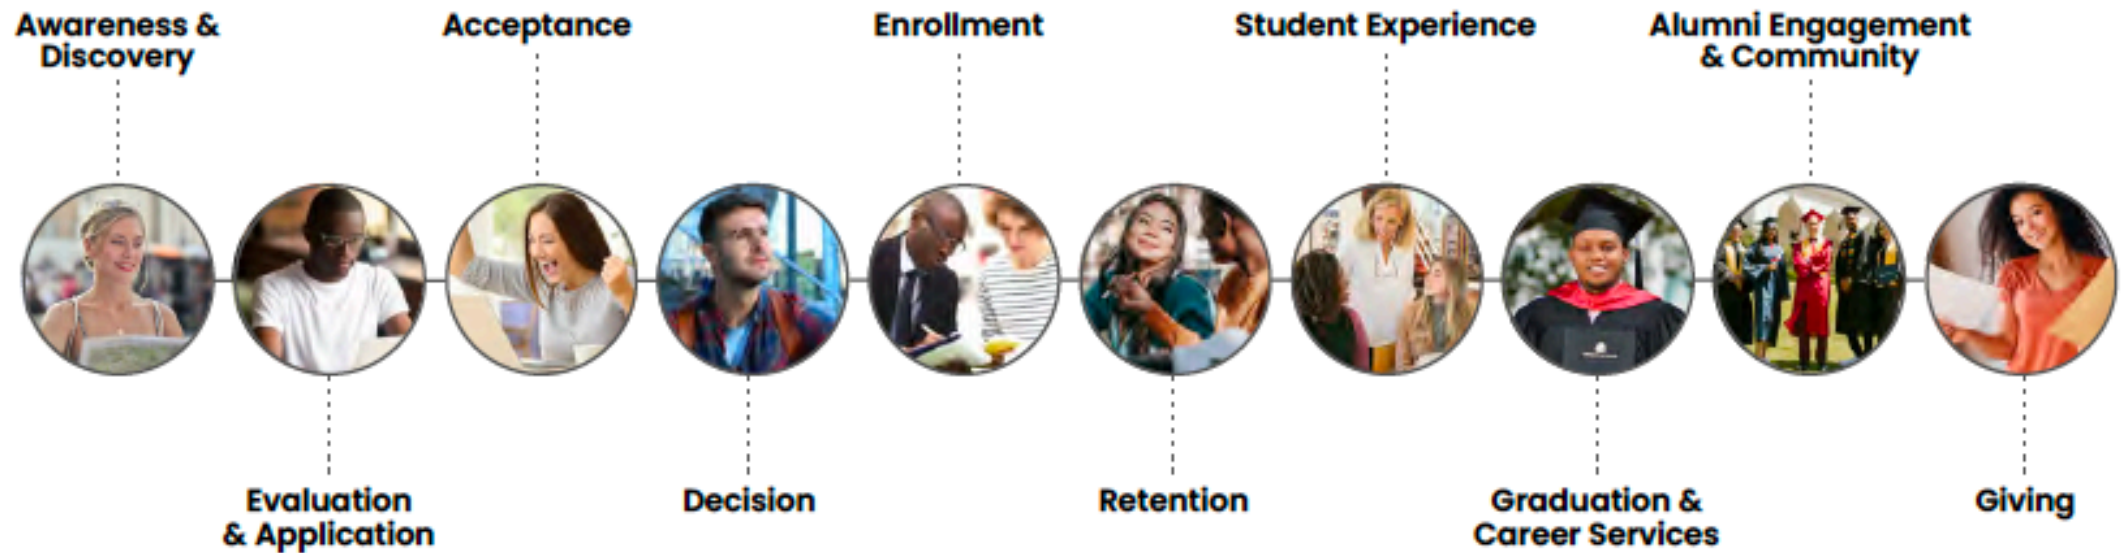 Awareness &
Discovery
Evaluation
& Application
Acceptance
Decision
Enrollment
Retention
Student Experience
Graduation &
Career Services
Alumni Engagement
& Community
Giving